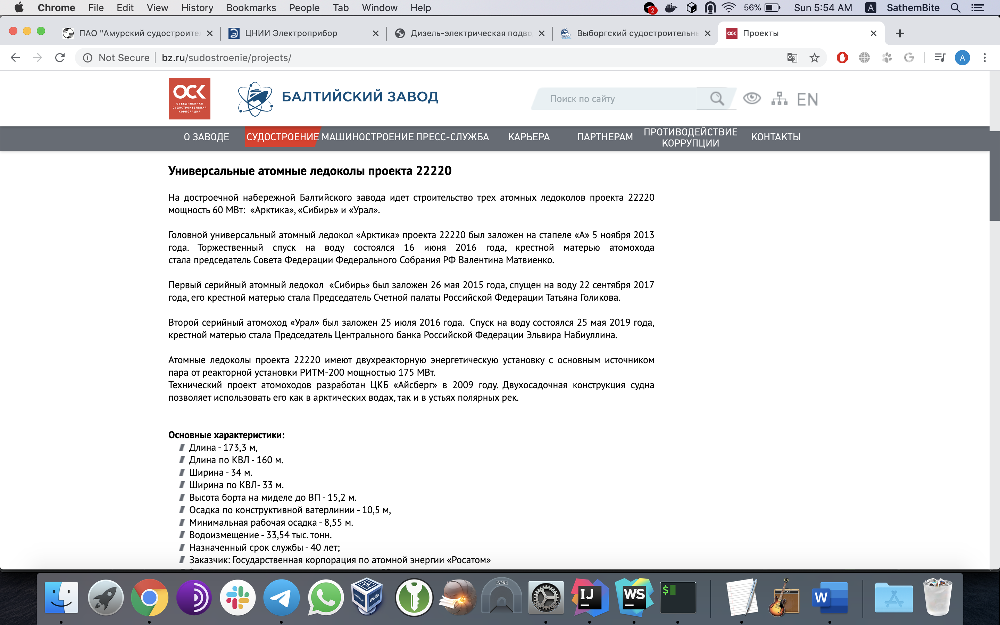 Chrome File Edit View History Bookmarks People Tab Window Help 2 56% Sun 5:54 AM A SathemBite
ПАО "Амурский судостроител ЦНИИ Электроприбор Дизель-электрическая подво Выборгский судостроительны OCK Проекты
Not Secure bz.ru/sudostroenie/projects/ A
ОСК
ОБЪЕДИНЕННАЯ
СУДОСТРОИТЕЛЬНАЯ
КОРПОРАЦИЯ
БАЛТИЙСКИЙ ЗАВОД
Поиск по сайту
EN
О ЗАВОДЕ СУДОСТРОЕНИЕ МАШИНОСТРОЕНИЕ ПРЕСС-СЛУЖБА КАРЬЕРА ПАРТНЕРАМ ПРОТИВОДЕЙСТВИЕ КОРРУПЦИИ КОНТАКТЫ
Универсальные атомные ледоколы проекта 22220
На достроечной набережной Балтийского завода идет строительство трех атомных ледоколов проекта 22220
мощность 60 МВт: «Арктика», «Сибирь» и «Урал».
Головной универсальный атомный ледокол «Арктика» проекта 22220 был заложен на стапеле «А» 5 ноября 2013
года. Торжественный спуск на воду состоялся 16 июня 2016 года, крестной матерью атомохода
стала председатель Совета Федерации Федерального Собрания РФ Валентина Матвиенко.
Первый серийный атомный ледокол «Сибирь» был заложен 26 мая 2015 года, спущен на воду 22 сентября 2017
года, его крестной матерью стала Председатель Счетной палаты Российской Федерации Татьяна Голикова.
Второй серийный атомоход «Урал» был заложен 25 июля 2016 года. Спуск на воду состоялся 25 мая 2019 года,
крестной матерью стала Председатель Центрального банка Российской Федерации Эльвира Набиуллина.
Атомные ледоколы проекта 22220 имеют двухреакторную энергетическую установку с основным источником
пара от реакторной установки РИТМ-200 мощностью 175 МВт.
Технический проект атомоходов разработан ЦКБ «Айсберг» в 2009 году. Двухосадочная конструкция судна
позволяет использовать его как в арктических водах, так и в устьях полярных рек.
Основные характеристики:
Длина - 173,3 м,
Длина по КВЛ - 160 м.
Ширина - 34 м.
Ширина по КВЛ- 33 м.
Высота борта на миделе до ВП - 15,2 м.
Осадка по конструктивной ватерлинии - 10,5 м,
Минимальная рабочая осадка - 8,55 м.
Водоизмещение - 33,54 тыс. тонн.
Назначенный срок службы - 40 лет;
Заказчик: Государственная корпорация по атомной энергии «Росатом»
ORACLE VirtualBox VPN IJ WS $ W